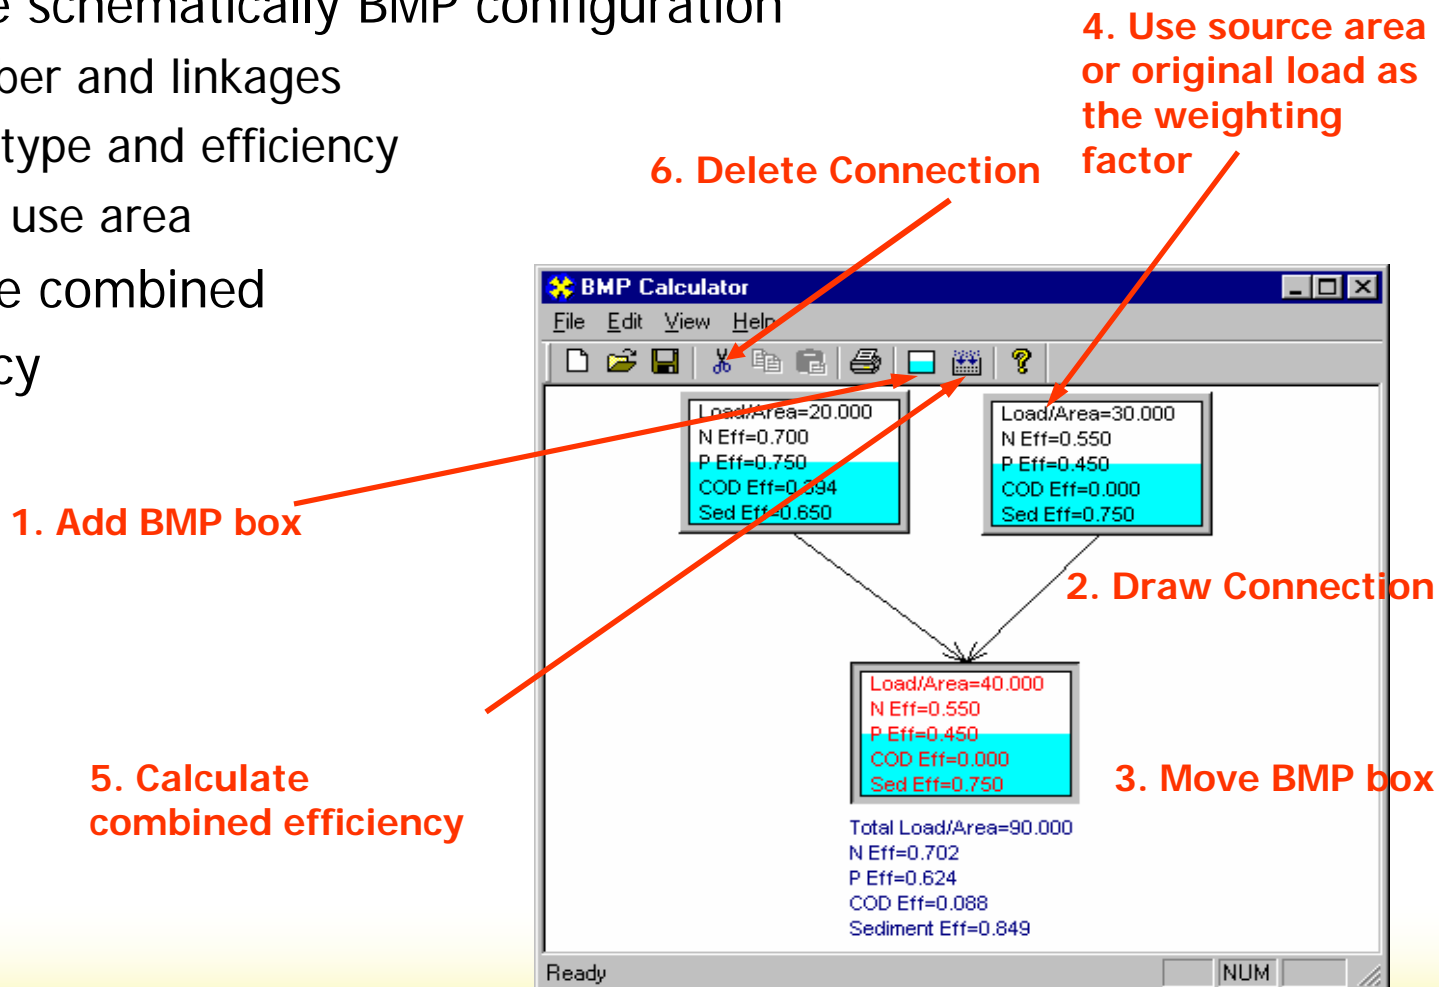 schematically BMP configuration
and linkages
type and efficiency
use area
combined
4. Use source area
or original load as
the weighting
factor
6. Delete Connection
BMP Calculator
File Edit View Help
1. Add BMP box
Load/Area=20.000
N Eff=0.700
P Eff=0.750
COD Eff=0.394
Sed Eff=0.650
Load/Area=30.000
N Eff=0.550
P Eff=0.450
COD Eff=0.000
Sed Eff=0.750
2. Draw Connection
Load/Area=40.000
N Eff=0.550
P Eff=0.450
COD Eff=0.000
Sed Eff=0.750
3. Move BMP box
5. Calculate
combined efficiency
Total Load/Area=90.000
N Eff=0.702
P Eff=0.624
COD Eff=0.088
Sediment Eff=0.849
Ready
NUM